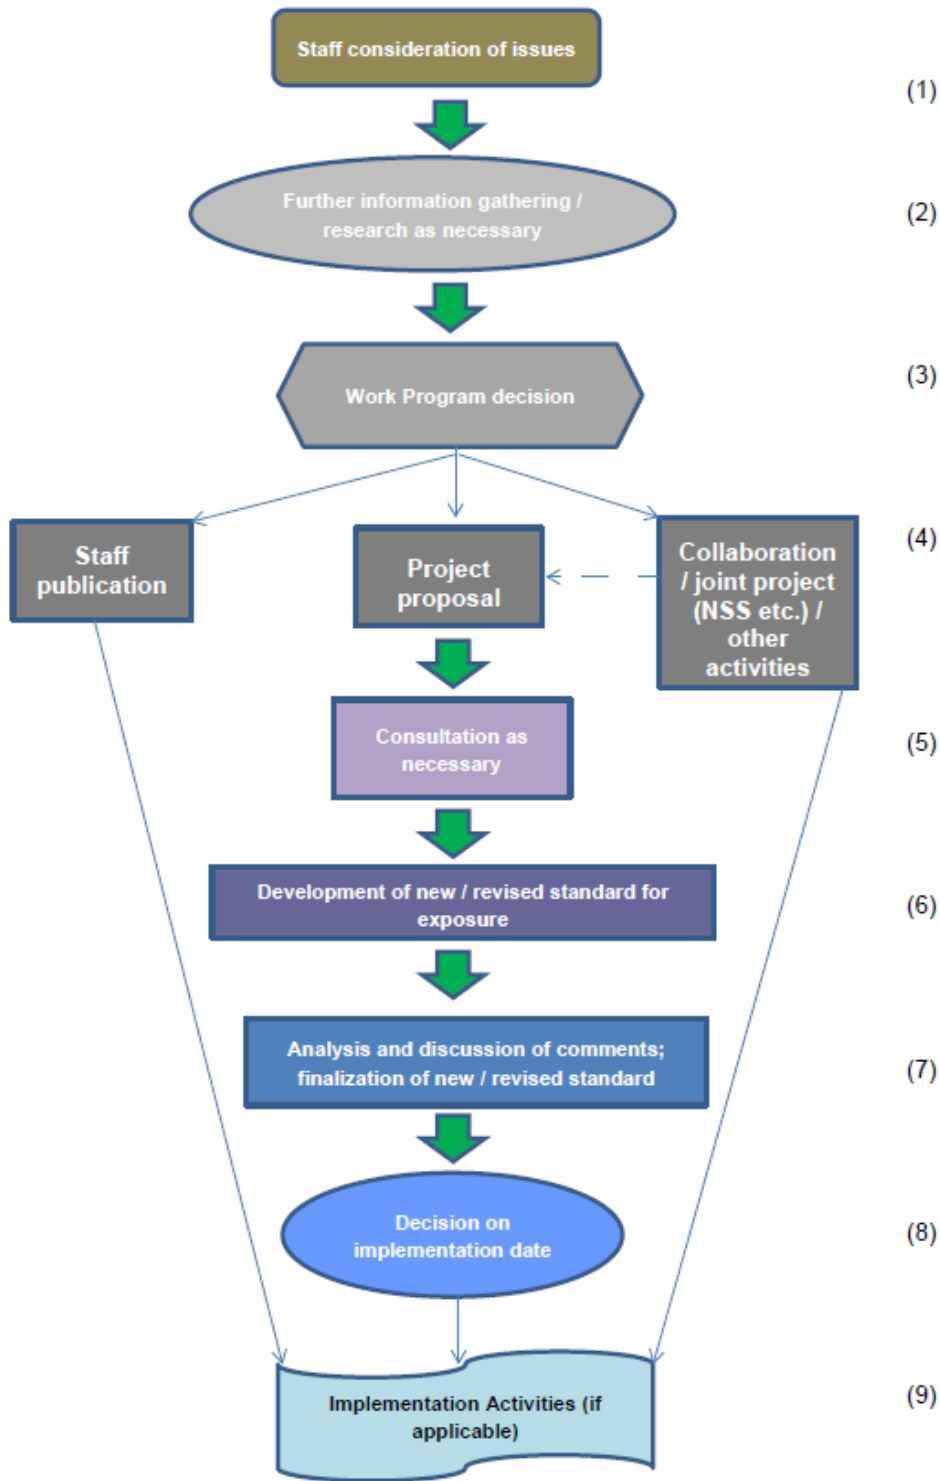 Staff consideration of issues
(1)
Further information gathering /
research as necessary
(2)
Work Program decision
(3)
Staff
publication
Project
proposal
Collaboration
/ joint project
(NSS etc.) /
other
activities
(4)
Consultation as
necessary
(5)
Development of new / revised standard for
exposure
(6)
Analysis and discussion of comments;
finalization of new / revised standard
(7)
Decision on
implementation date
(8)
Implementation Activities (if
applicable)
(9)